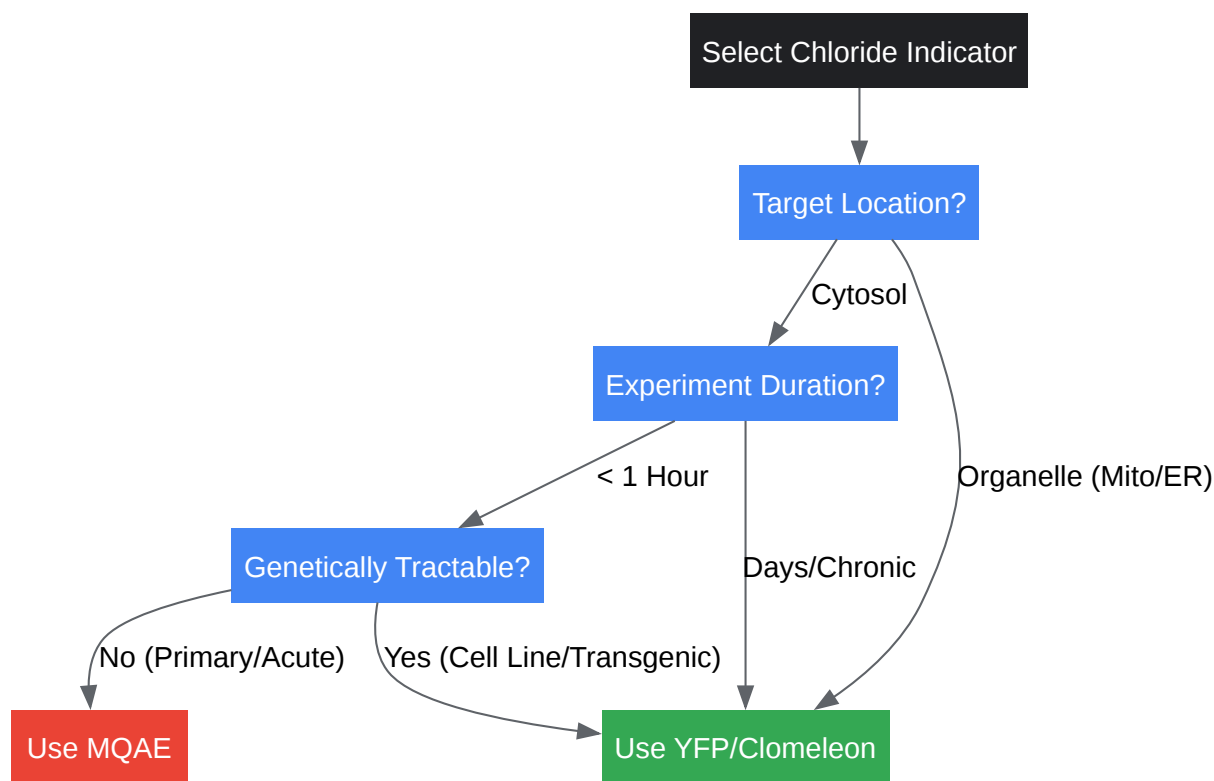 Select Chloride Indicator
Target Location?
Cytosol
Experiment Duration?
< 1 Hour
Organelle (Mito/ER)
Genetically Tractable?
Days/Chronic
No (Primary/Acute)
Yes (Cell Line/Transgenic)
Use MQAE
Use YFP/Clomeleon